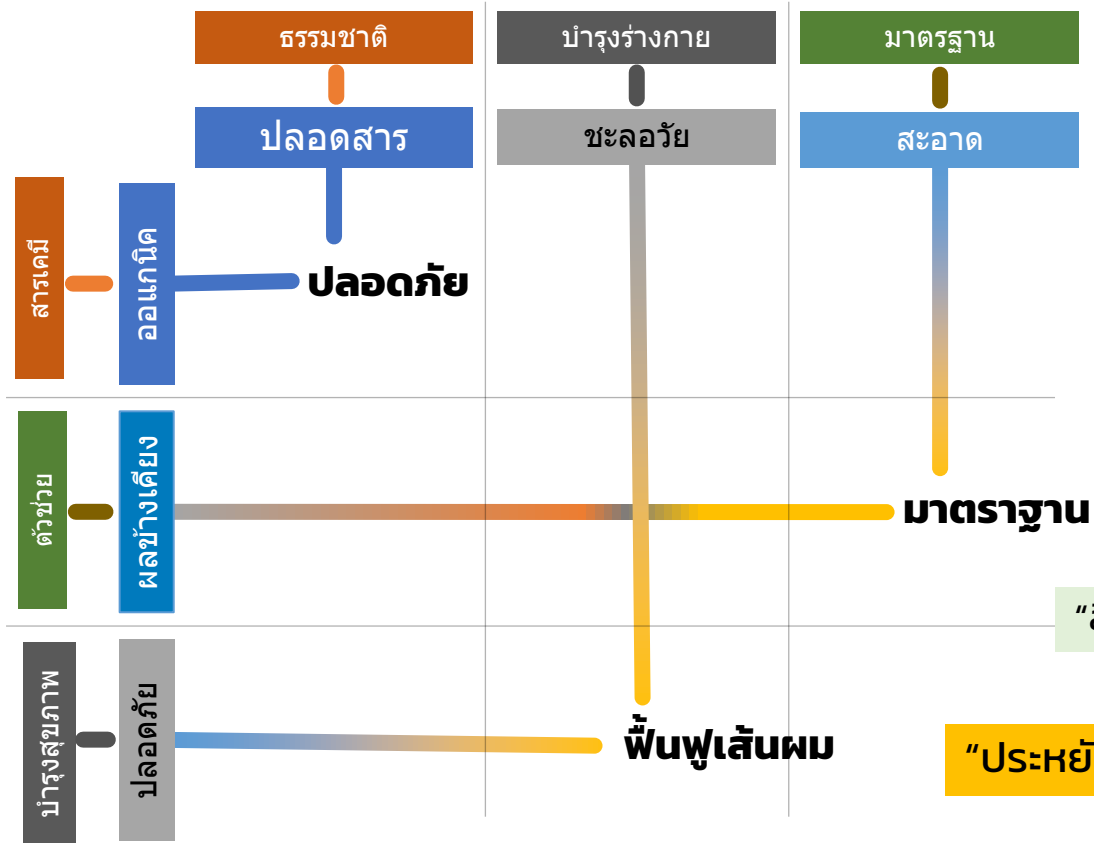 ธรรมชาติ
บำรุงร่างกาย
มาตรฐาน
ปลอดสาร
ชะลอวัย
สะอาด
สารเคมี
ออแกนิค
ปลอดภัย
ตัวช่วย
ผลข้างเคียง
มาตราฐาน
บำรุงสุขภาพ
ปลอดภัย
ฟื้นฟูเส้นผม